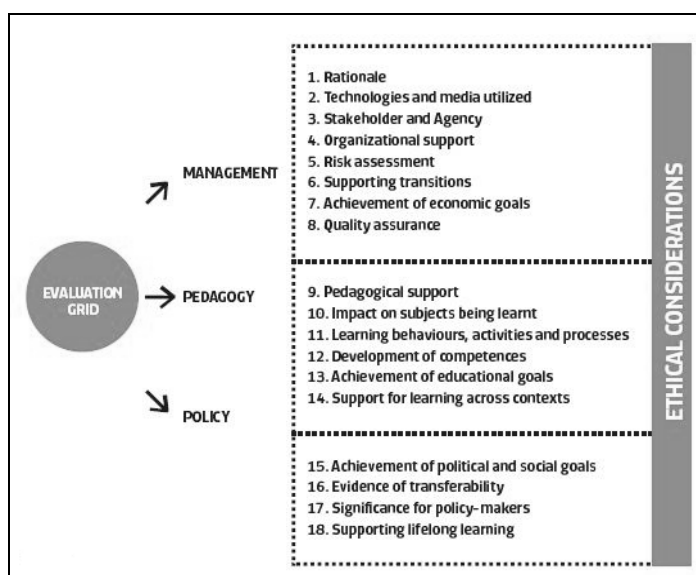 EVALUATION
GRID
MANAGEMENT
1. Rationale
2. Technologies and media utilized
3. Stakeholder and Agency
4. Organizational support
5. Risk assessment
6. Supporting transitions
7. Achievement of economic goals
8. Quality assurance
PEDAGOGY
9. Pedagogical support
10. Impact on subjects being learnt
11. Learning behaviours, activities and processes
12. Development of competences
13. Achievement of educational goals
14. Support for learning across contexts
POLICY
15. Achievement of political and social goals
16. Evidence of transferability
17. Significance for policy-makers
18. Supporting lifelong learning
ETHICAL CONSIDERATIONS